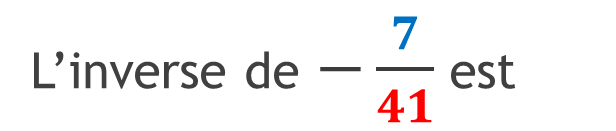 L’inverse de − 7/41 est